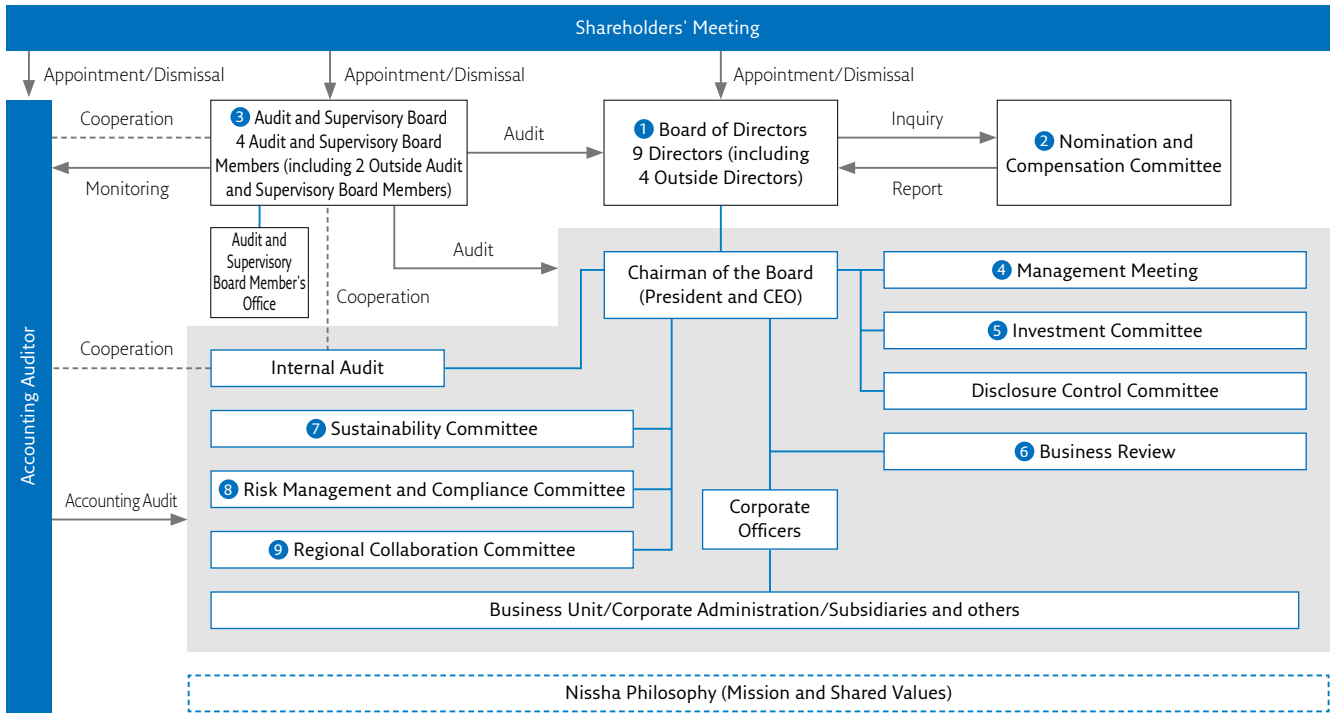 Shareholders' Meeting
Appointment/Dismissal
Appointment/Dismissal
Appointment/Dismissal
Accounting Auditor
Cooperation
Monitoring
3 Audit and Supervisory Board
4 Audit and Supervisory Board
Members (including 2 Outside Audit
and Supervisory Board Members)
Audit
1 Board of Directors
9 Directors (including
4 Outside Directors)
Inquiry
Report
2 Nomination and
Compensation Committee
Audit and
Supervisory
Board Member's
Office
Cooperation
Audit
Chairman of the Board
(President and CEO)
4 Management Meeting
5 Investment Committee
Disclosure Control Committee
6 Business Review
Cooperation
Internal Audit
7 Sustainability Committee
8 Risk Management and Compliance Committee
9 Regional Collaboration Committee
Accounting Audit
Corporate
Officers
Business Unit/Corporate Administration/Subsidiaries and others
Nissha Philosophy (Mission and Shared Values)